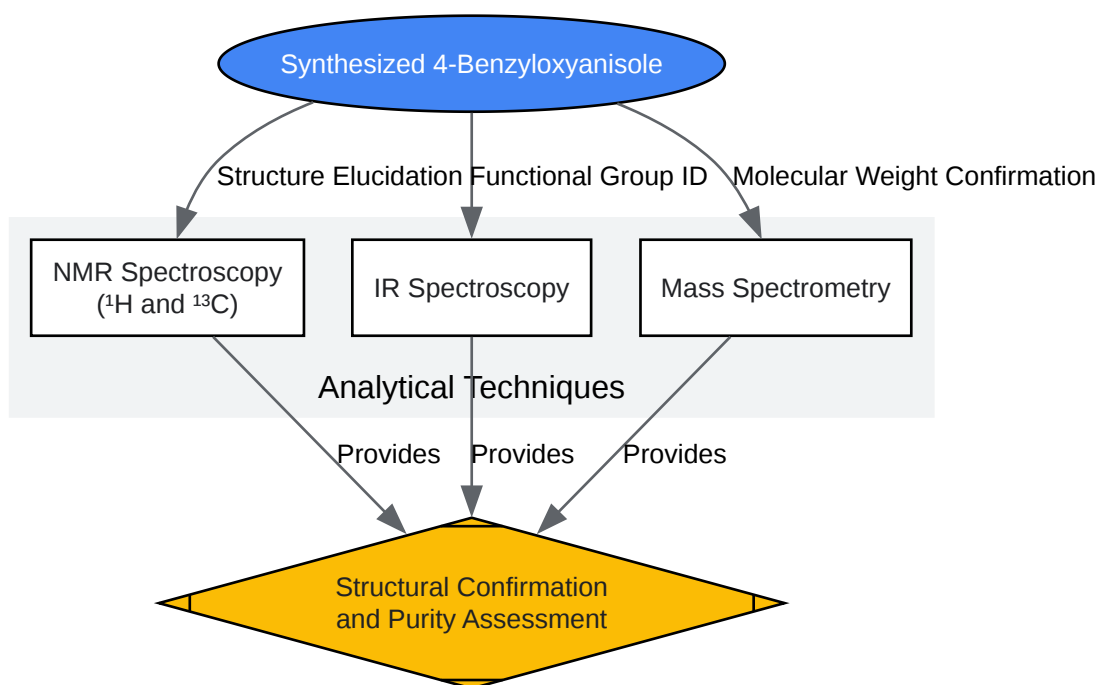 Synthesized 4-Benzyloxyanisole
Structure Elucidation
Functional Group ID
Molecular Weight Confirmation
NMR Spectroscopy
(¹H and ¹³C)
IR Spectroscopy
Mass Spectrometry
Analytical Techniques
Provides
Provides
Provides
Structural Confirmation
and Purity Assessment